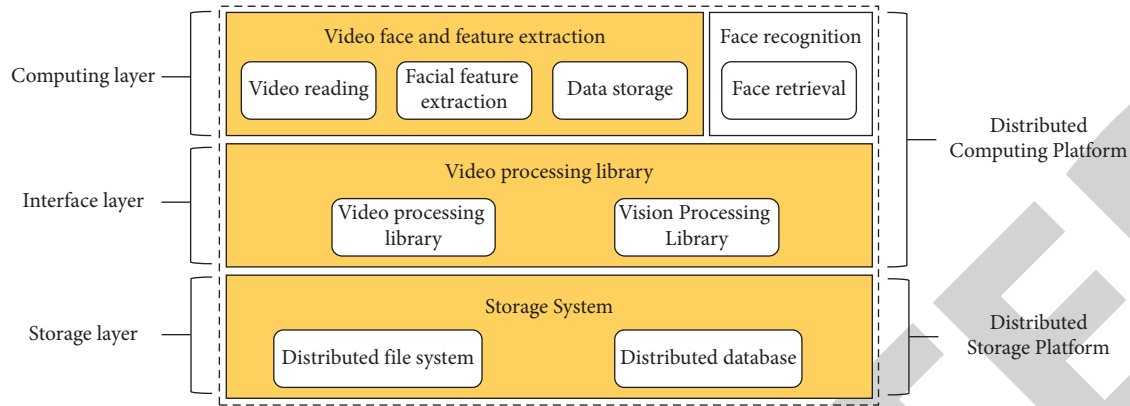 Computing layer
Video face and feature extraction
Video reading
Facial feature
extraction
Data storage
Face recognition
Face retrieval
Distributed
Computing Platform
Interface layer
Video processing library
Video processing
library
Vision Processing
Library
Storage layer
Storage System
Distributed file system
Distributed database
Distributed
Storage Platform